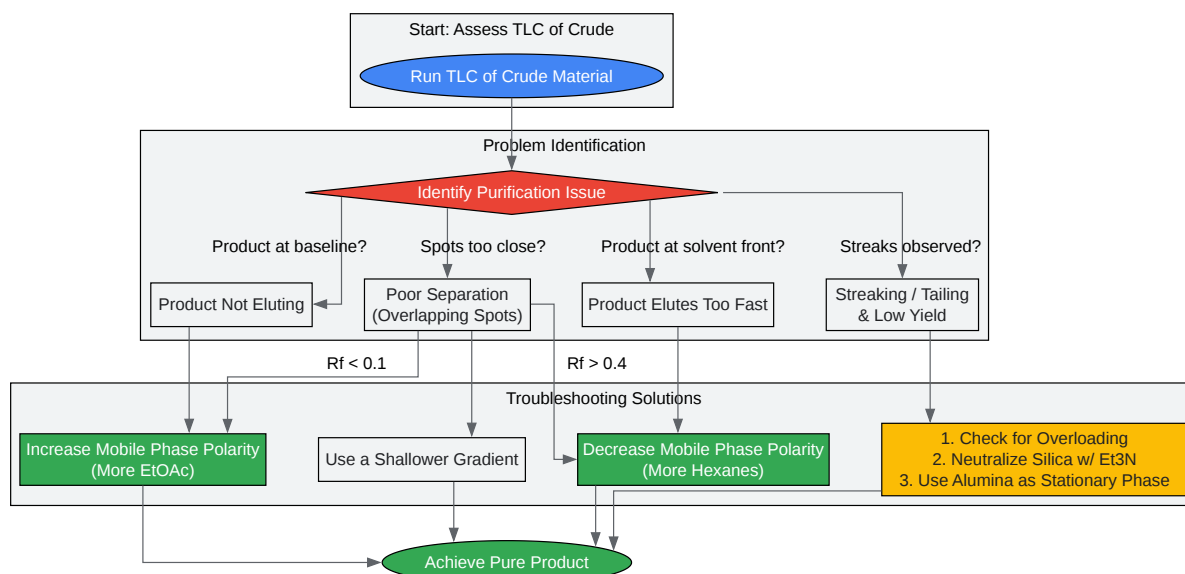 Start: Assess TLC of Crude
Run TLC of Crude Material
Problem Identification
Identify Purification Issue
Product at baseline?
Spots too close?
Product at solvent front?
Streaks observed?
Product Not Eluting
Poor Separation
(Overlapping Spots)
Product Elutes Too Fast
Streaking / Tailing
& Low Yield
Rf < 0.1
Rf > 0.4
Troubleshooting Solutions
Increase Mobile Phase Polarity
(More EtOAc)
Use a Shallower Gradient
Decrease Mobile Phase Polarity
(More Hexanes)
1. Check for Overloading
2. Neutralize Silica w/ Et3N
3. Use Alumina as Stationary Phase
Achieve Pure Product